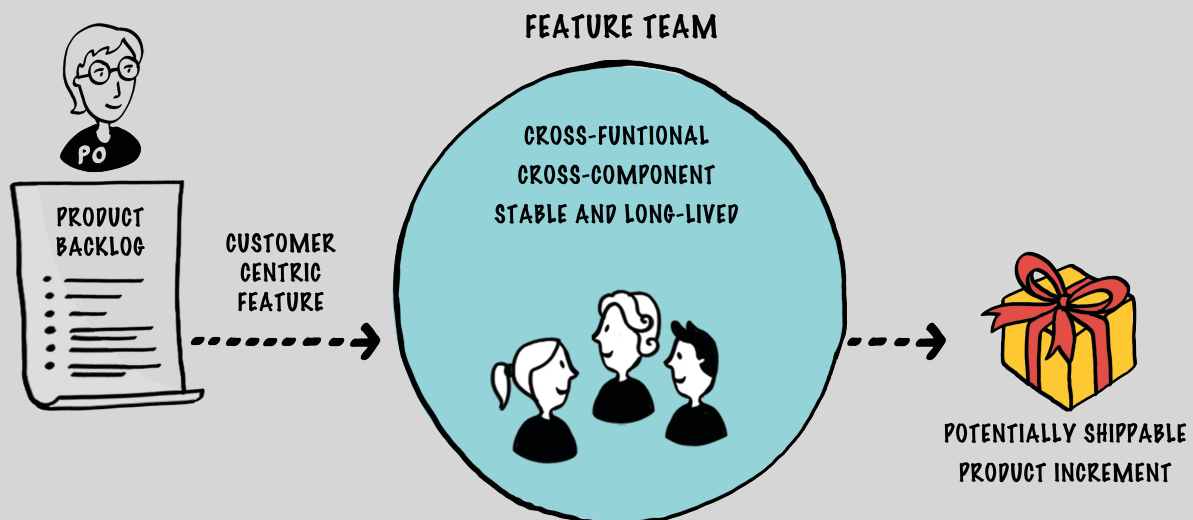 FEATURE TEAM
PO
PRODUCT
BACKLOG
CUSTOMER
CENTRIC
FEATURE
CROSS-FUNTIONAL
CROSS-COMPONENT
STABLE AND LONG-LIVED
POTENTIALLY SHIPPABLE
PRODUCT INCREMENT